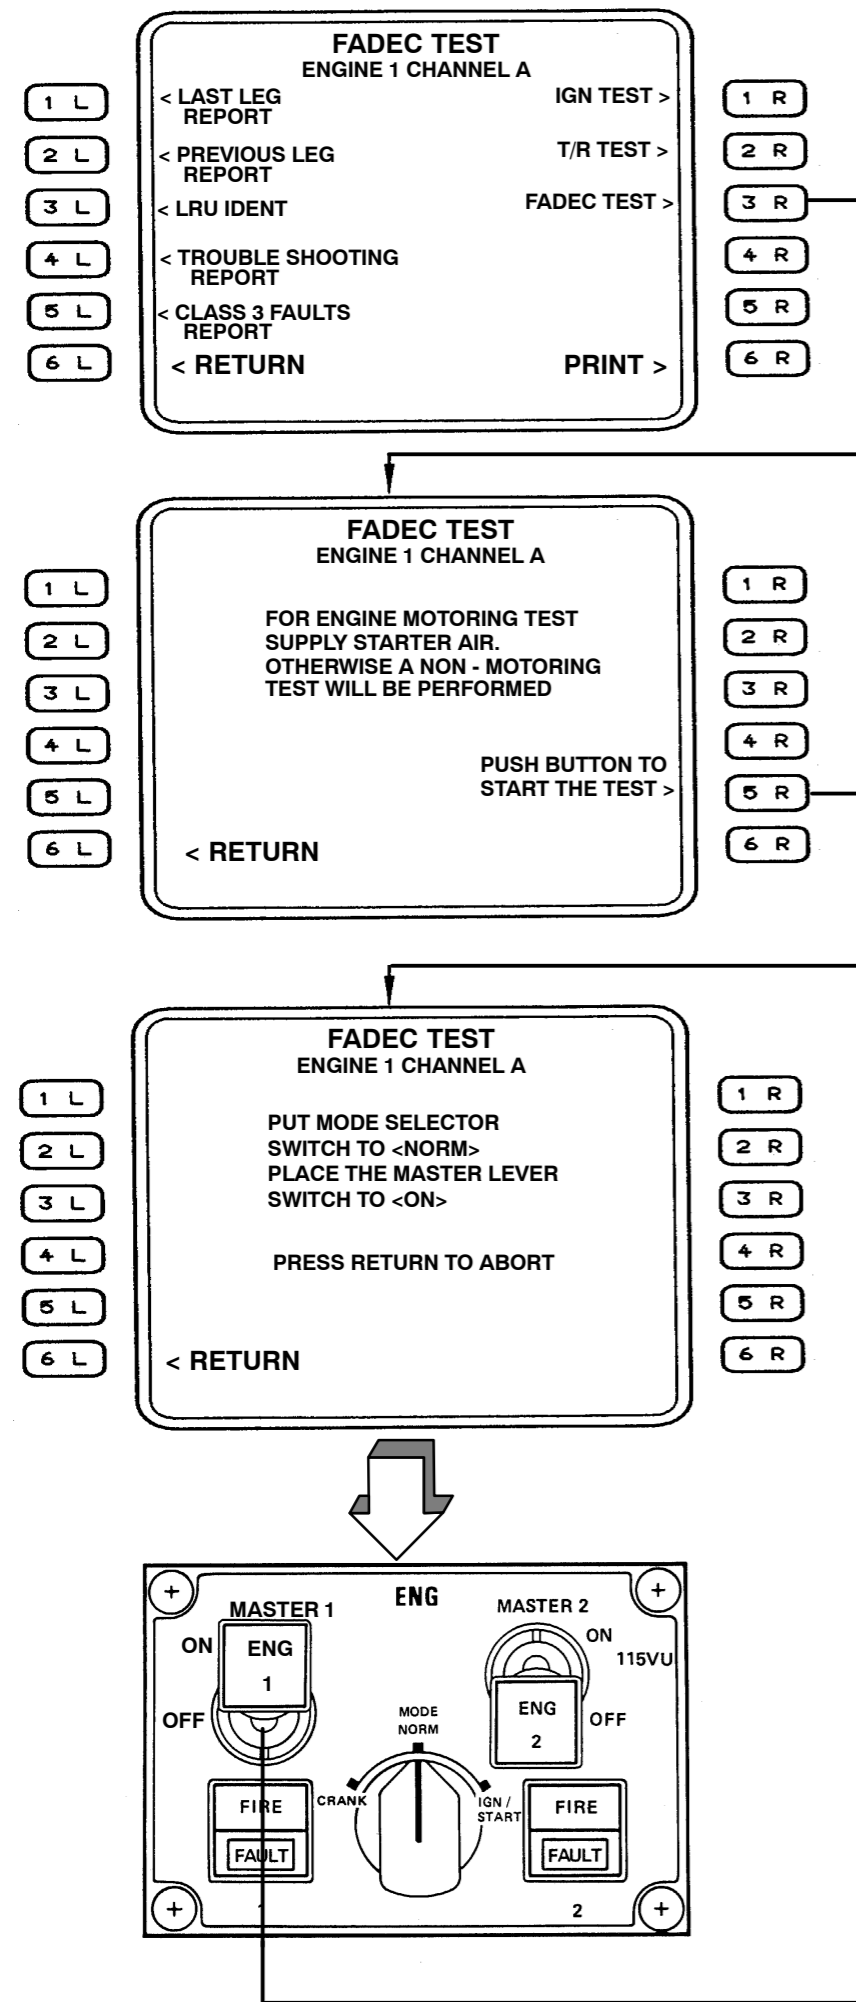 FADEC TEST
ENGINE 1 CHANNEL A
1 L < LAST LEG IGN TEST > 1 R
REPORT
2 L < PREVIOUS LEG T/R TEST > 2 R
REPORT
3 L < LRU IDENT FADEC TEST > 3 R
4 L < TROUBLE SHOOTING 4 R
REPORT
5 L < CLASS 3 FAULTS 5 R
REPORT
6 L < RETURN PRINT > 6 R
FADEC TEST
ENGINE 1 CHANNEL A
1 L 1 R
FOR ENGINE MOTORING TEST
2 L SUPPLY STARTER AIR. 2 R
OTHERWISE A NON - MOTORING
3 L TEST WILL BE PERFORMED 3 R
4 L 4 R
PUSH BUTTON TO
5 L START THE TEST > 5 R
6 L < RETURN 6 R
FADEC TEST
ENGINE 1 CHANNEL A
1 L 1 R
PUT MODE SELECTOR
2 L SWITCH TO <NORM> 2 R
PLACE THE MASTER LEVER
3 L SWITCH TO <ON> 3 R
4 L PRESS RETURN TO ABORT 4 R
5 L 5 R
6 L < RETURN 6 R
ENG
MASTER 1 MASTER 2
ON ENG ON
1 115VU
OFF MODE ENG OFF
NORM 2
CRANK IGN /
START
FIRE FIRE
FAULT FAULT
1 2